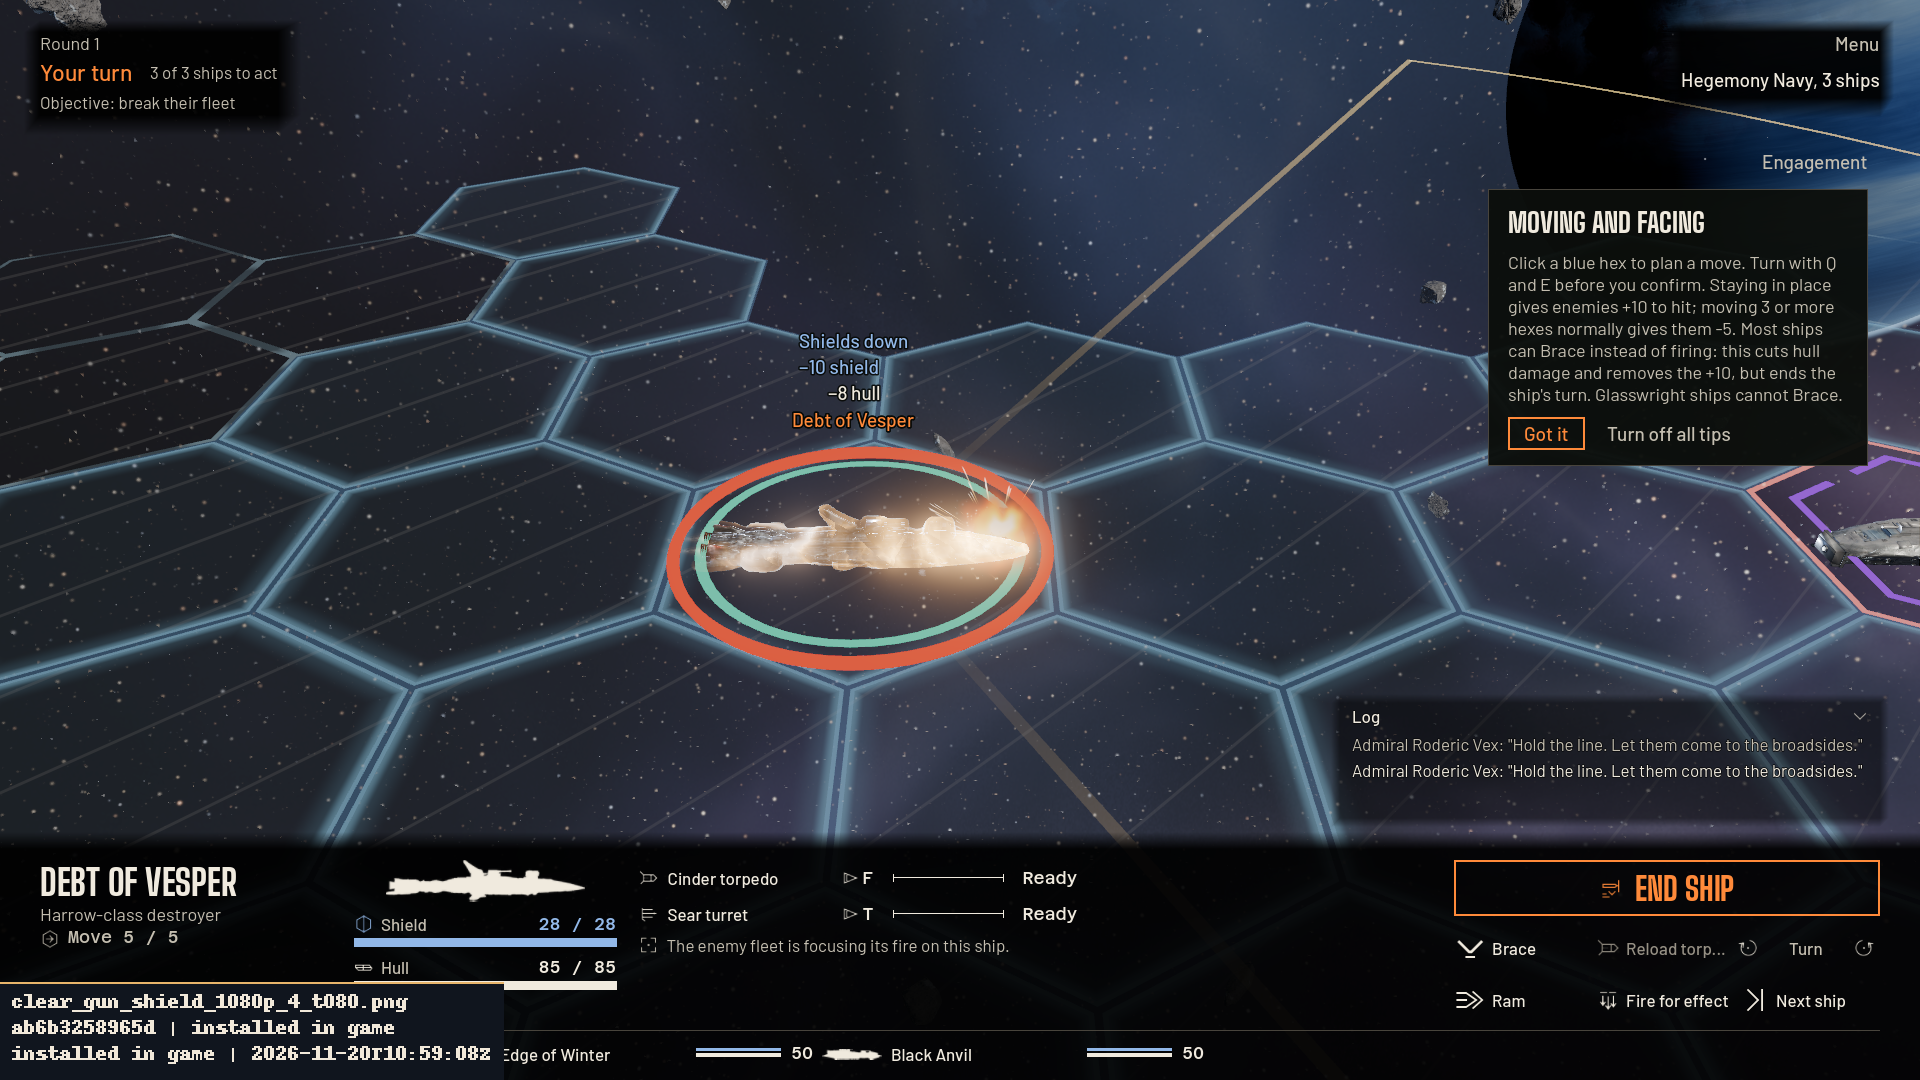 Round 1
Your turn 3 of 3 ships to act
Objective: break their fleet
Menu
Hegemony Navy, 3 ships
Engagement
MOVING AND FACING
Click a blue hex to plan a move. Turn with Q
and E before you confirm. Staying in place
gives enemies +10 to hit; moving 3 or more
hexes normally gives them -5. Most ships
can Brace instead of firing: this cuts hull
damage and removes the +10, but ends the
ship's turn. Glasswright ships cannot Brace.
Got it Turn off all tips
Shields down
−10 shield
−8 hull
Debt of Vesper
Log
Admiral Roderic Vex: "Hold the line. Let them come to the broadsides."
Admiral Roderic Vex: "Hold the line. Let them come to the broadsides."
DEBT OF VESPER
Harrow-class destroyer
Move 5 / 5
Shield 28 / 28
Hull 85 / 85
Cinder torpedo F Ready
Sear turret T Ready
The enemy fleet is focusing its fire on this ship.
END SHIP
Brace Reload torp... Turn
Ram Fire for effect Next ship
clear_gun_shield_1080p_4_t080.png
ab6b3258965d | installed in game
installed in game | 2026-11-20T10:59:08Z
Edge of Winter 50 Black Anvil 50